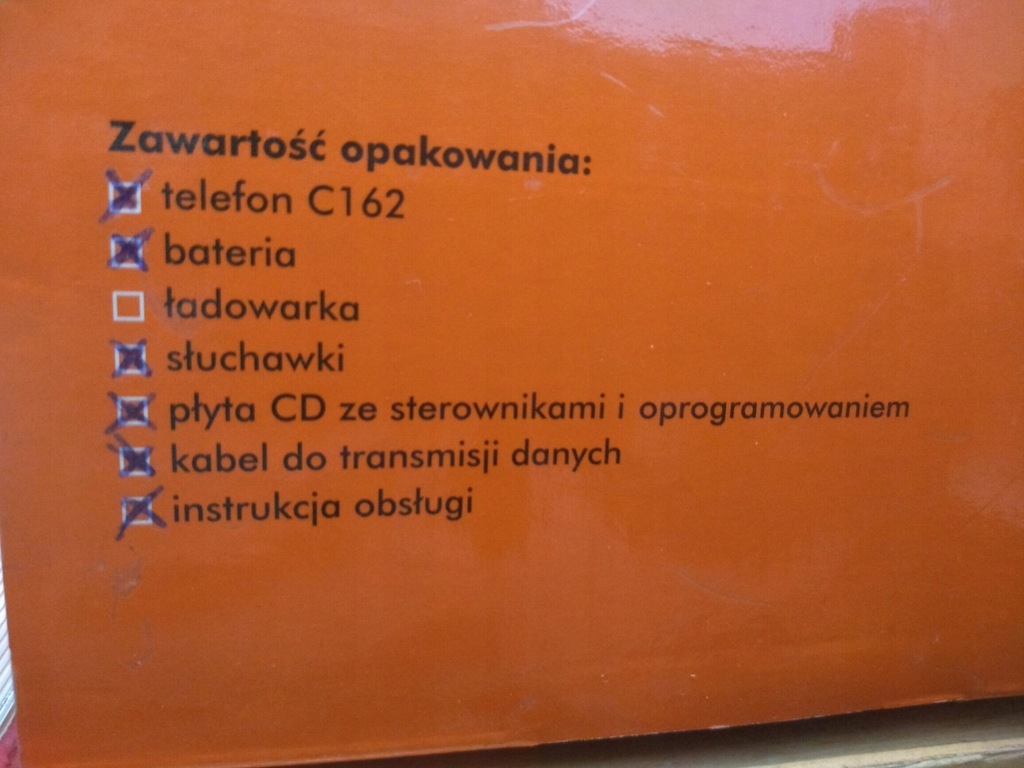 Zawartość opakowania:
telefon C162
bateria
ładowarka
słuchawki
płyta CD ze sterownikami i oprogramowaniem
kabel do transmisji danych
instrukcja obsługi